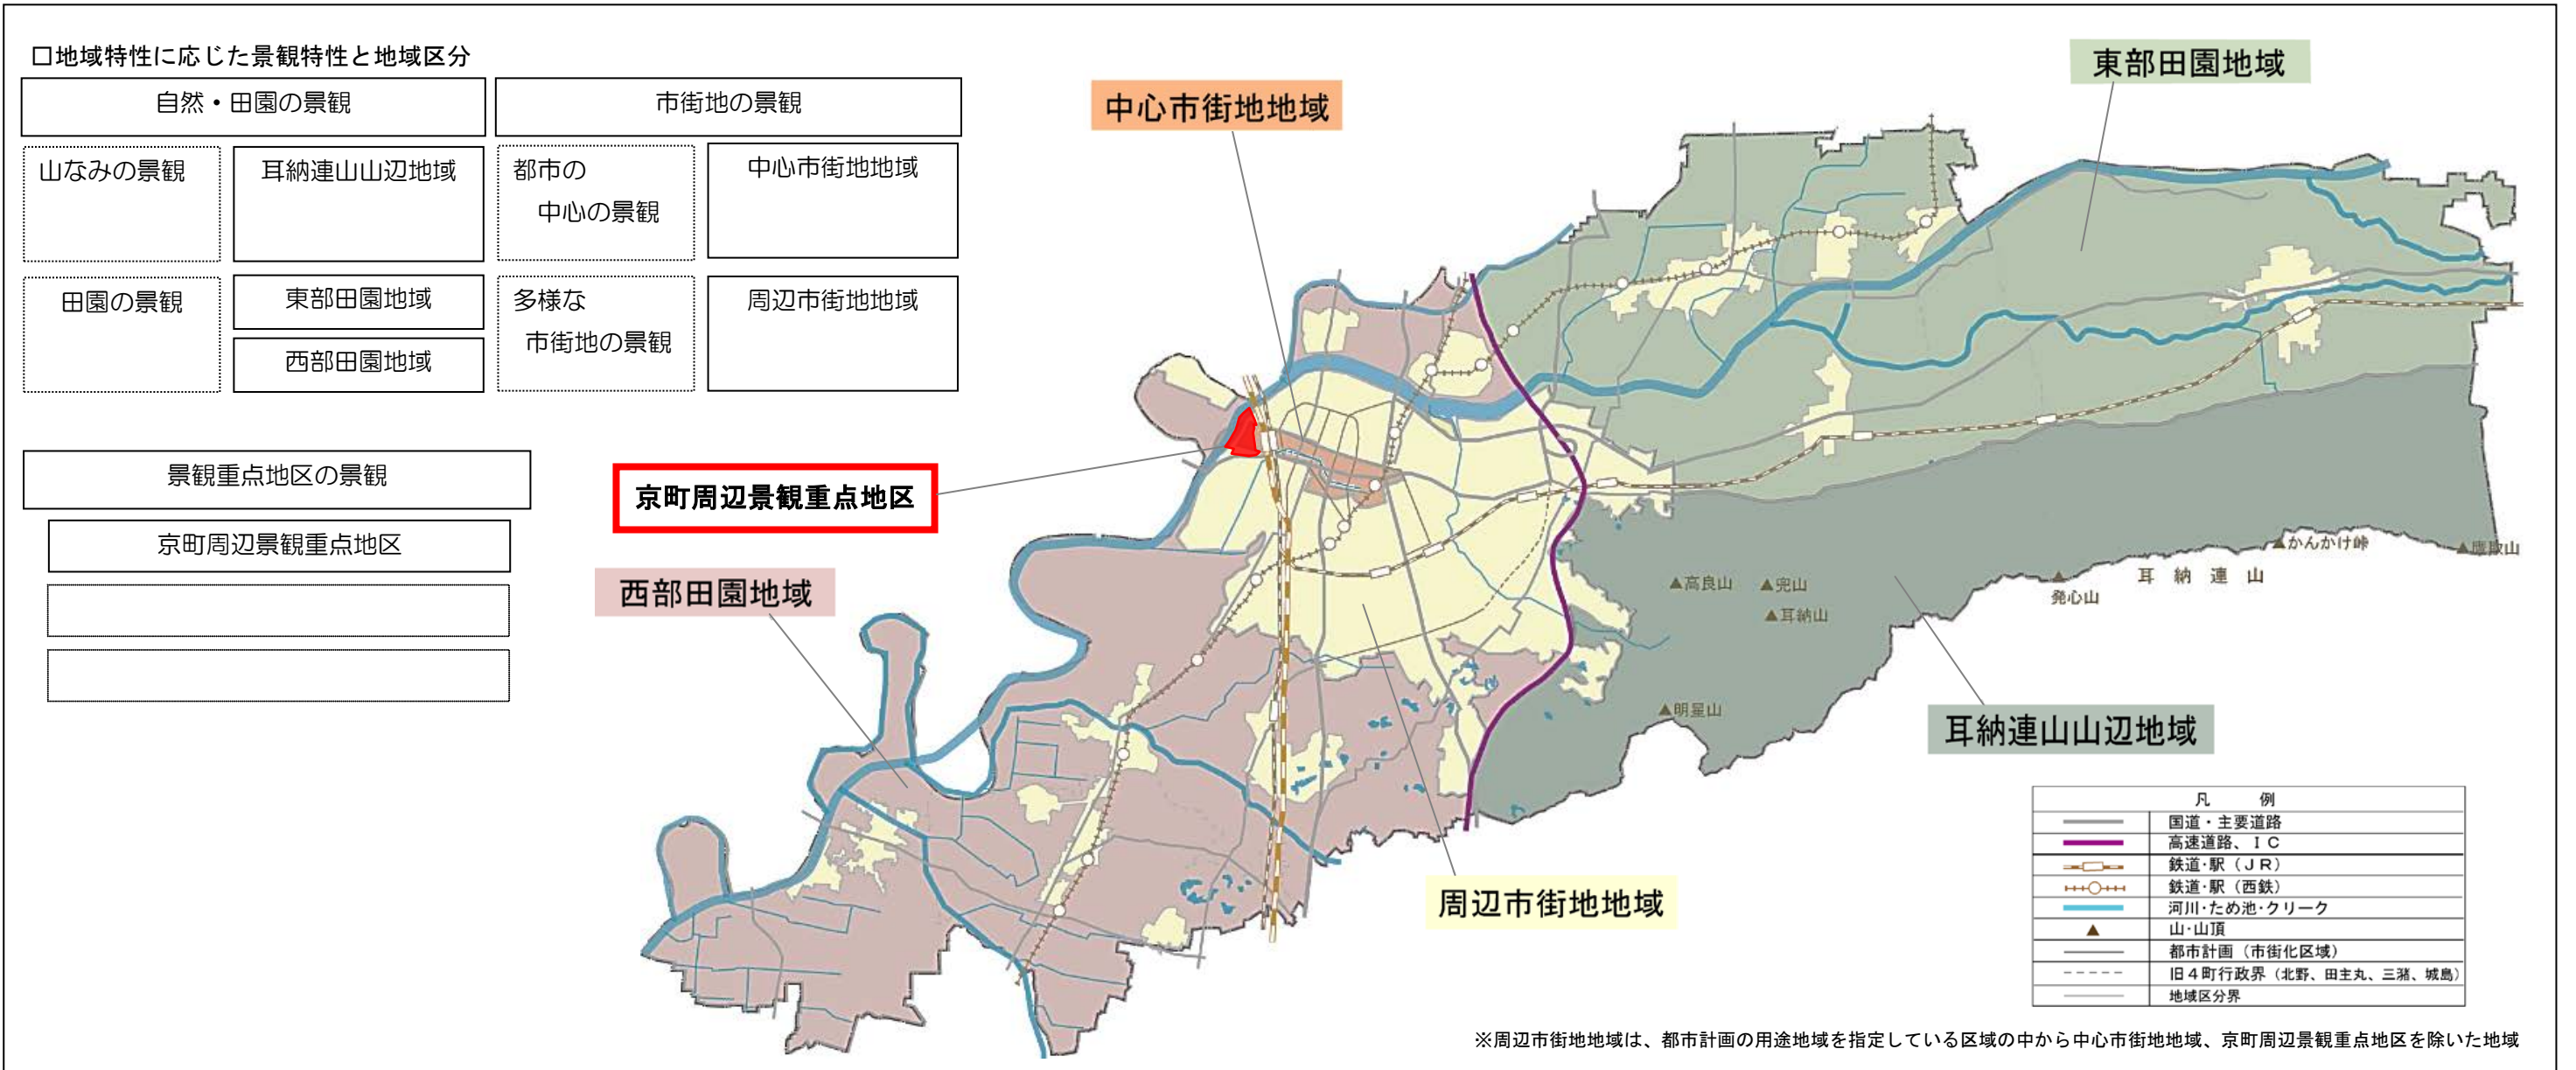 □地域特性に応じた景観特性と地域区分
自然・田園の景観
市街地の景観
山なみの景観
耳納連山山辺地域
都市の
中心の景観
中心市街地地域
田園の景観
東部田園地域
西部田園地域
多様な
市街地の景観
周辺市街地地域
景観重点地区の景観
京町周辺景観重点地区
中心市街地地域
東部田園地域
京町周辺景観重点地区
西部田園地域
▲かんかけ峠
▲鷹取山
耳納連山
▲発心山
▲高良山
▲兜山
▲耳納山
▲明星山
耳納連山山辺地域
周辺市街地地域
凡 例
国道・主要道路
高速道路、IC
鉄道・駅（JR）
鉄道・駅（西鉄）
河川・ため池・クリーク
山・山頂
都市計画（市街化区域）
旧4町行政界（北野、田主丸、三潴、城島）
地域区分界
※周辺市街地地域は、都市計画の用途地域を指定している区域の中から中心市街地地域、京町周辺景観重点地区を除いた地域